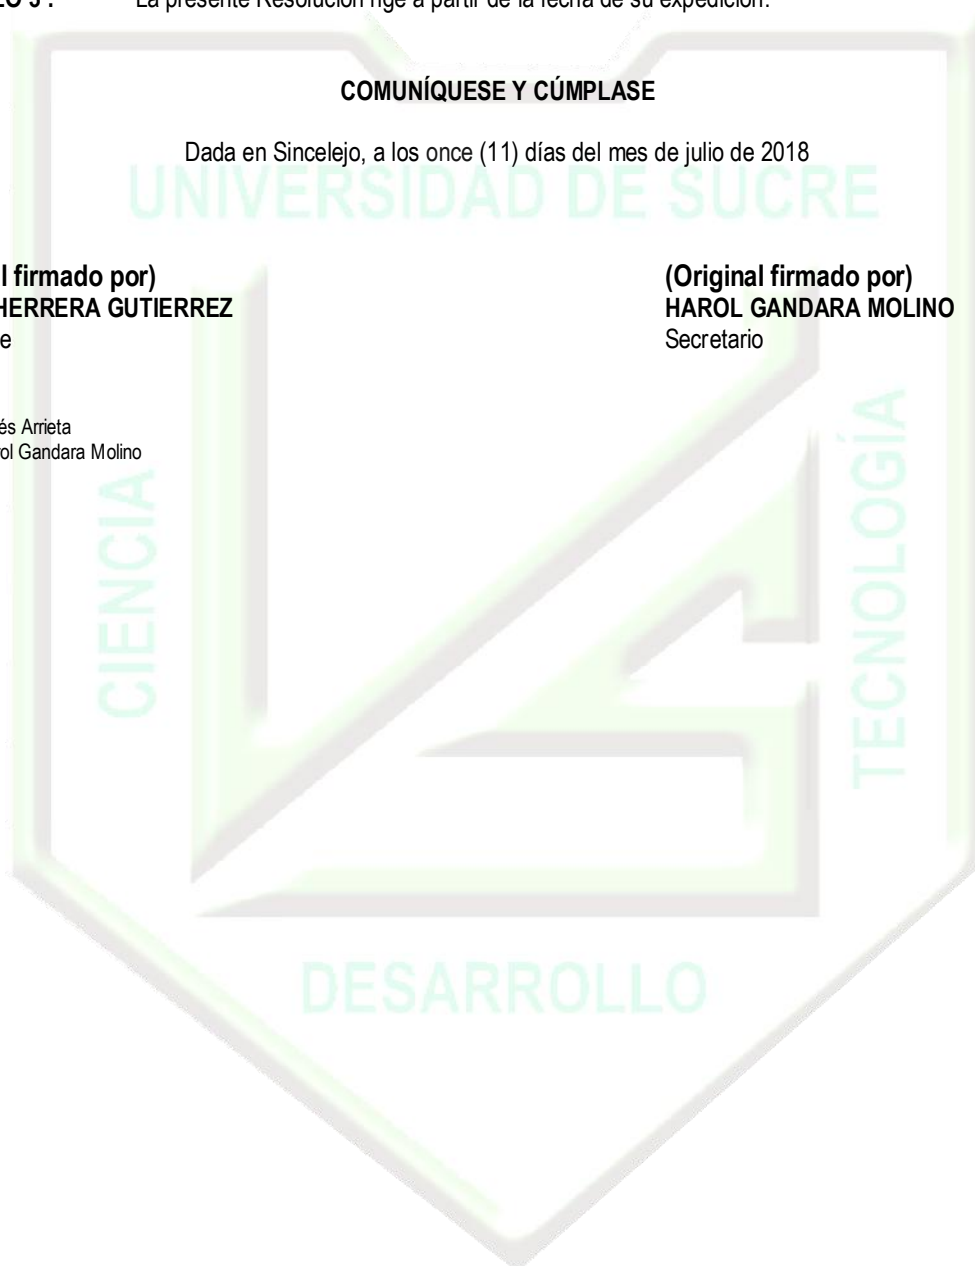 La presente Resolución rige a partir de la fecha de su expedición.
COMUNÍQUESE Y CÚMPLASE
Dada en Sincelejo, a los once (11) días del mes de julio de 2018
UNIVERSIDAD DE SUCRE
firmado por)
HERRERA GUTIERREZ
(Original firmado por)
HAROL GANDARA MOLINO
Secretario
Arrieta
Gandara Molino
CIENCIA
TECNOLOGÍA
DESARROLLO